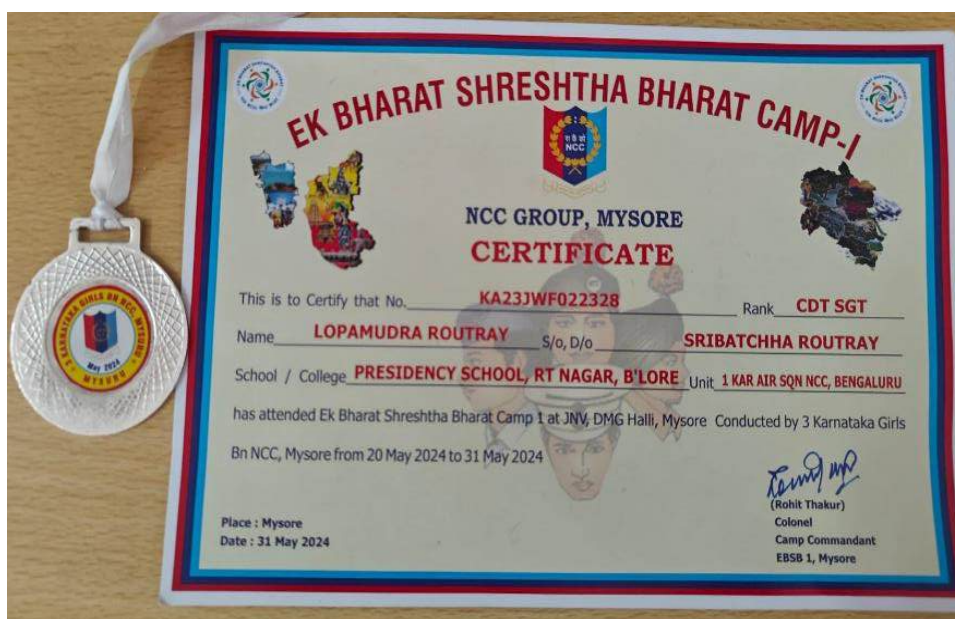 EK BHARAT SHRESHTHA BHARAT CAMP-I
NCC
NCC GROUP, MYSORE
CERTIFICATE
This is to Certify that No. KA23JWF022328 Rank CDT SGT
Name LOPAMUDRA ROUTRAY S/o, D/o SRIBATCHHA ROUTRAY
School / College PRESIDENCY SCHOOL, RT NAGAR, B'LORE Unit 1 KAR AIR SQN NCC, BENGALURU
has attended Ek Bharat Shreshtha Bharat Camp 1 at JNV, DMG Halli, Mysore Conducted by 3 Karnataka Girls
Bn NCC, Mysore from 20 May 2024 to 31 May 2024
(Rohit Thakur)
Colonel
Camp Commandant
EBSB 1, Mysore
Place : Mysore
Date : 31 May 2024
3 KARNATAKA GIRLS BN NCC, MYSURU
May 2024
MYSURU